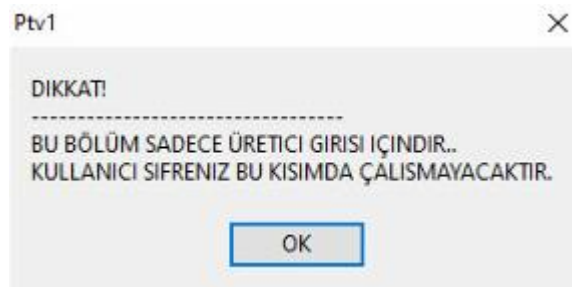 Ptv1
DIKKAT!
----------------------------------
BU BÖLÜM SADECE ÜRETICI GIRISI IÇINDIR..
KULLANICI SIFRENIZ BU KISIMDA ÇALISMAYACAKTIR.
OK